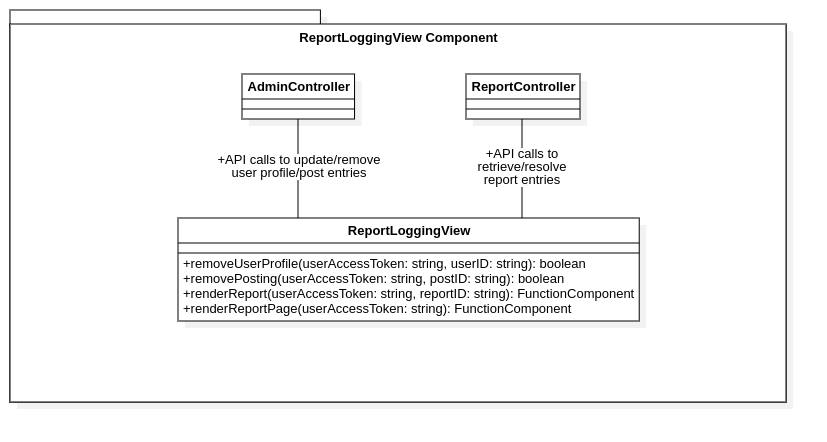 ReportLoggingView Component
AdminController
ReportController
+API calls to update/remove
user profile/post entries
+API calls to
retrieve/resolve
report entries
ReportLoggingView
+removeUserProfile(userAccessToken: string, userID: string): boolean
+removePosting(userAccessToken: string, postID: string): boolean
+renderReport(userAccessToken: string, reportID: string): FunctionComponent
+renderReportPage(userAccessToken: string): FunctionComponent